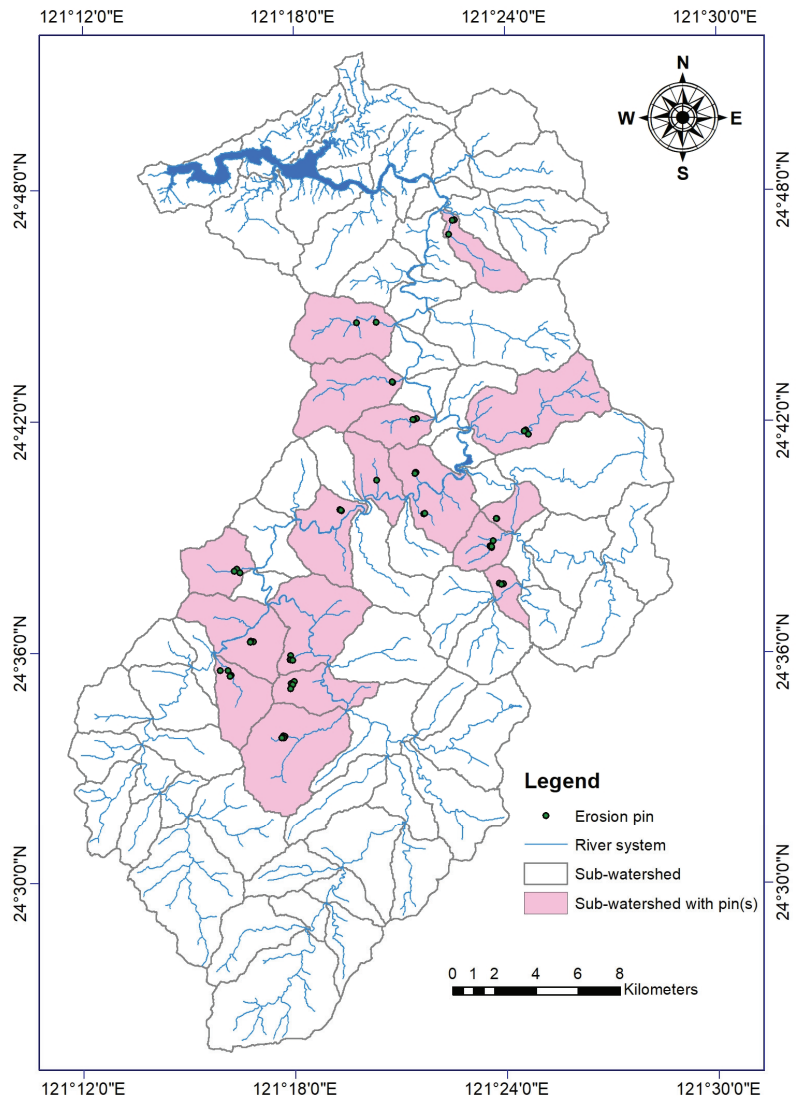 121°12'0"E 121°18'0"E 121°24'0"E 121°30'0"E
N
W E
S
24°48'0"N 24°48'0"N
24°42'0"N 24°42'0"N
24°36'0"N 24°36'0"N
Legend
Erosion pin
River system
Sub-watershed
Sub-watershed with pin(s)
24°30'0"N 24°30'0"N
0 1 2 4 6 8
Kilometers
121°12'0"E 121°18'0"E 121°24'0"E 121°30'0"E